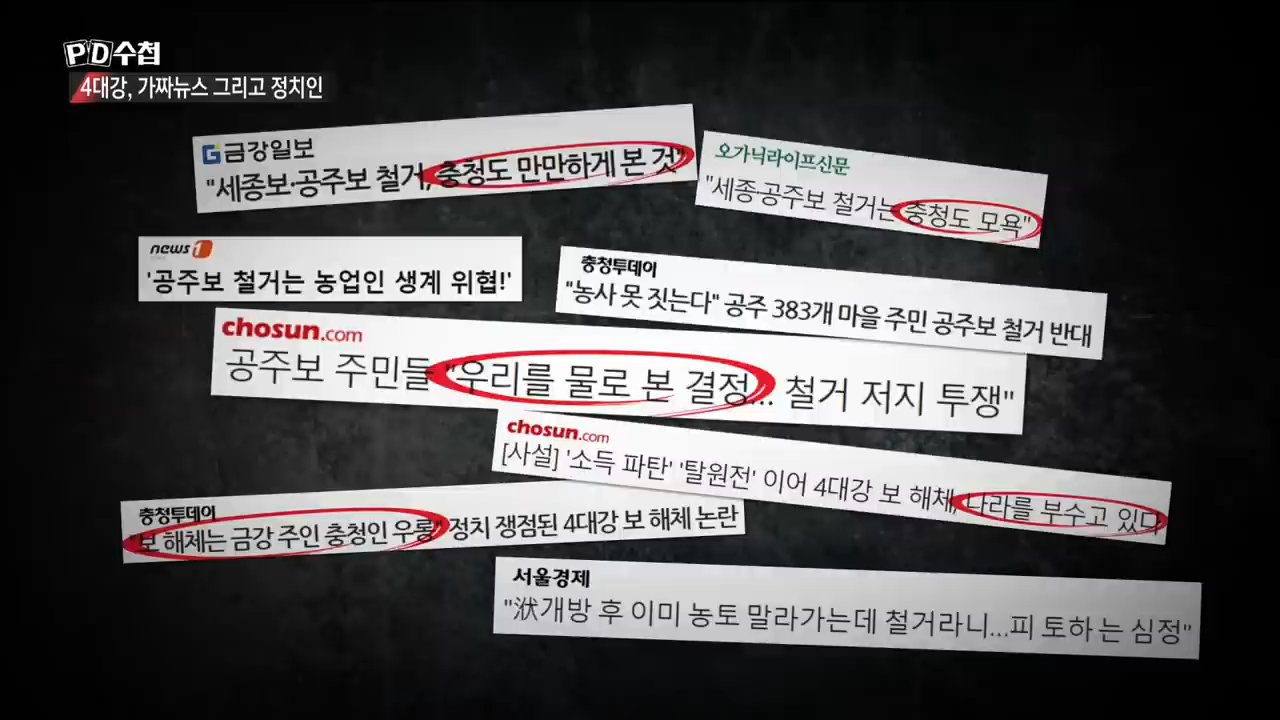 PD수첩
4대강, 가짜뉴스 그리고 정치인
금강일보
"세종보·공주보 철거, 충청도 만만하게 본 것"
오가닉라이프신문
"세종·공주보 철거는 충청도 모욕"
news1
'공주보 철거는 농업인 생계 위협!'
충청투데이
"농사 못 짓는다" 공주 383개 마을 주민 공주보 철거 반대
chosun.com
공주보 주민들 "우리를 물로 본 결정... 철거 저지 투쟁"
chosun.com
[사설] '소득 파탄' '탈원전' 이어 4대강 보 해체, 나라를 부수고 있다
충청투데이
"보 해체는 금강 주인 충청인 우롱" 정치 쟁점된 4대강 보 해체 논란
서울경제
"洑개방 후 이미 농토 말라가는데 철거라니...피 토하는 심정"